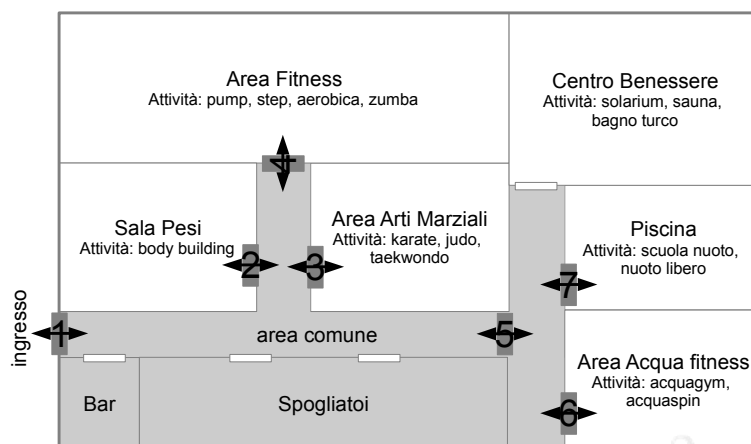 Area Fitness
Attività: pump, step, aerobica, zumba
Centro Benessere
Attività: solarium, sauna,
bagno turco
4
Sala Pesi
Attività: body building
2
3
Area Arti Marziali
Attività: karate, judo,
taekwondo
Piscina
Attività: scuola nuoto,
nuoto libero
7
ingresso
1
area comune
5
Area Acqua fitness
Attività: acquagym,
acquaspin
6
Bar
Spogliatoi